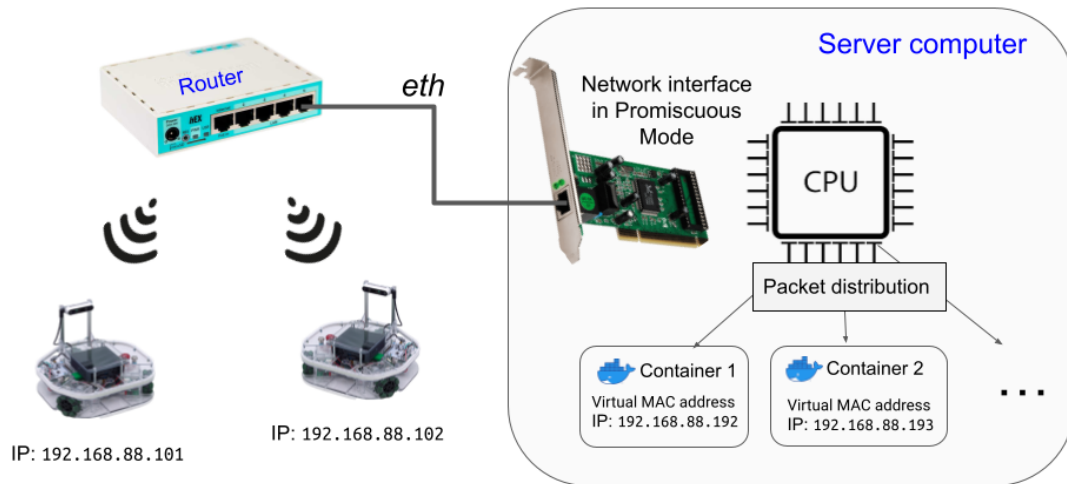 Server computer
Router
eth
Network interface
in Promiscuous
Mode
HEX
CPU
Packet distribution
Container 1
Virtual MAC address
IP: 192.168.88.192
Container 2
Virtual MAC address
IP: 192.168.88.193
...
IP: 192.168.88.101
IP: 192.168.88.102